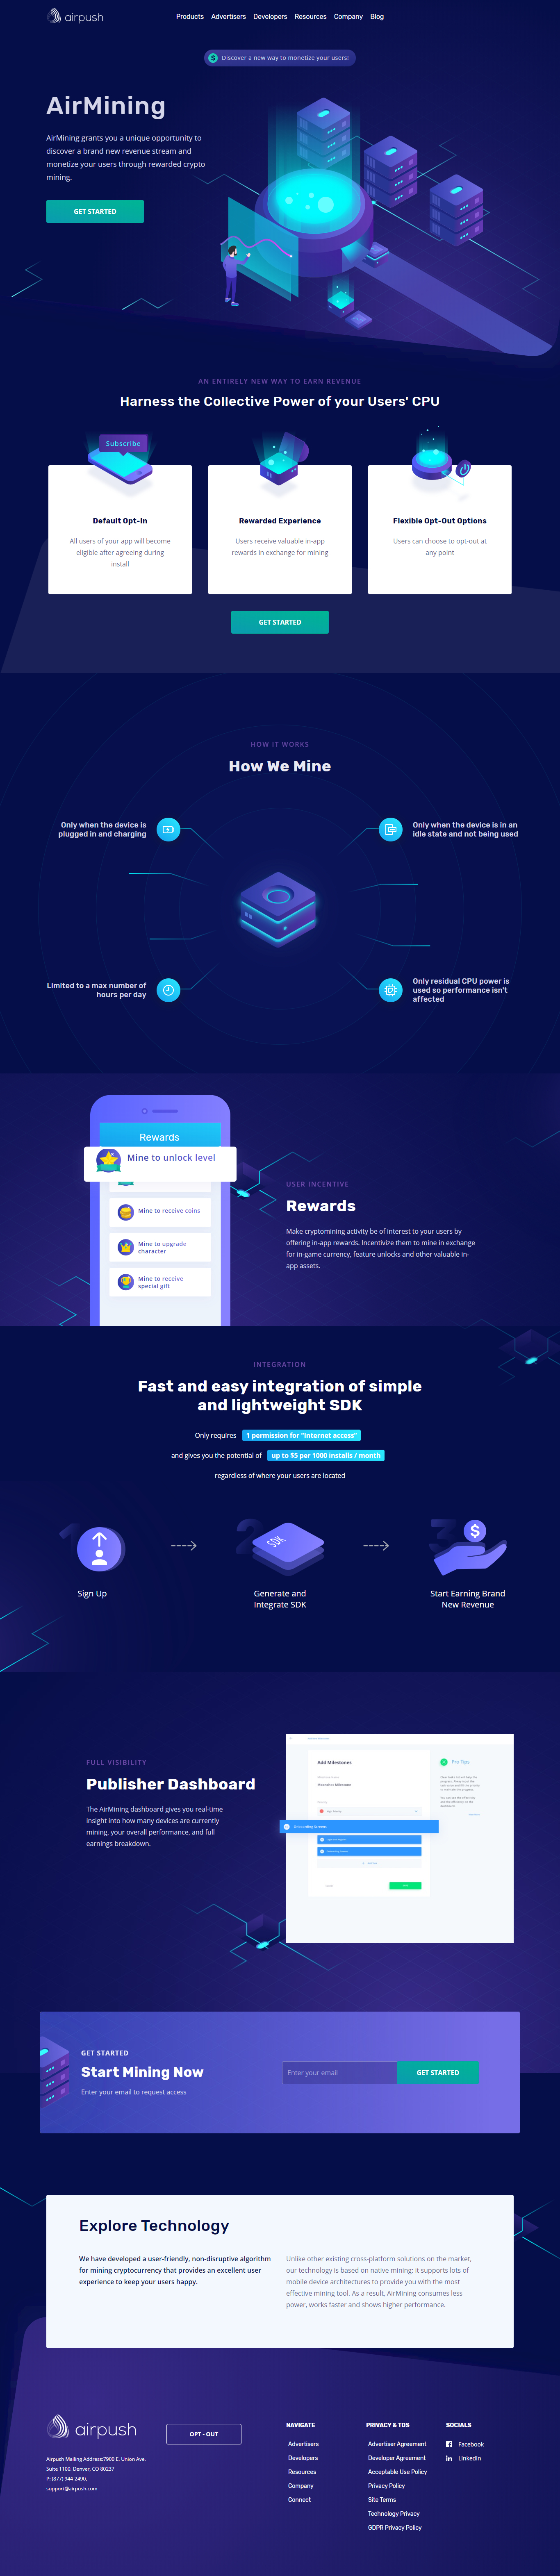 airpush
Products Advertisers Developers Resources Company Blog
Discover a new way to monetize your users!
AirMining
AirMining grants you a unique opportunity to
discover a brand new revenue stream and
monetize your users through rewarded crypto
mining.
GET STARTED
AN ENTIRELY NEW WAY TO EARN REVENUE
Harness the Collective Power of your Users' CPU
Subscribe
Default Opt-In
All users of your app will become
eligible after agreeing during
install
Rewarded Experience
Users receive valuable in-app
rewards in exchange for mining
Flexible Opt-Out Options
Users can choose to opt-out at
any point
GET STARTED
HOW IT WORKS
How We Mine
Only when the device is
plugged in and charging
Only when the device is in an
idle state and not being used
Limited to a max number of
hours per day
Only residual CPU power is
used so performance isn't
affected
Rewards
Mine to unlock level
Mine to receive coins
Mine to upgrade
character
Mine to receive
special gift
USER INCENTIVE
Rewards
Make cryptomining activity be of interest to your users by
offering in-app rewards. Incentivize them to mine in exchange
for in-game currency, feature unlocks and other valuable in-
app assets.
INTEGRATION
Fast and easy integration of simple
and lightweight SDK
Only requires 1 permission for "Internet access"
and gives you the potential of up to $5 per 1000 installs / month
regardless of where your users are located
1
Sign Up
2
SDK
Generate and
Integrate SDK
3
$
Start Earning Brand
New Revenue
FULL VISIBILITY
Publisher Dashboard
The AirMining dashboard gives you real-time
insight into how many devices are currently
mining, your overall performance, and full
earnings breakdown.
Add Milestones
Pro Tips
Onboarding Screens
GET STARTED
Start Mining Now
Enter your email to request access
Enter your email
GET STARTED
Explore Technology
We have developed a user-friendly, non-disruptive algorithm
for mining cryptocurrency that provides an excellent user
experience to keep your users happy.
Unlike other existing cross-platform solutions on the market,
our technology is based on native mining: it supports lots of
mobile device architectures to provide you with the most
effective mining tool. As a result, AirMining consumes less
power, works faster and shows higher performance.
airpush
Airpush Mailing Address:7900 E. Union Ave.
Suite 1100. Denver, CO 80237
P: (877) 944-2490,
support@airpush.com
OPT - OUT
NAVIGATE
Advertisers
Developers
Resources
Company
Connect
PRIVACY & TOS
Advertiser Agreement
Developer Agreement
Acceptable Use Policy
Privacy Policy
Site Terms
Technology Privacy
GDPR Privacy Policy
SOCIALS
Facebook
Linkedin